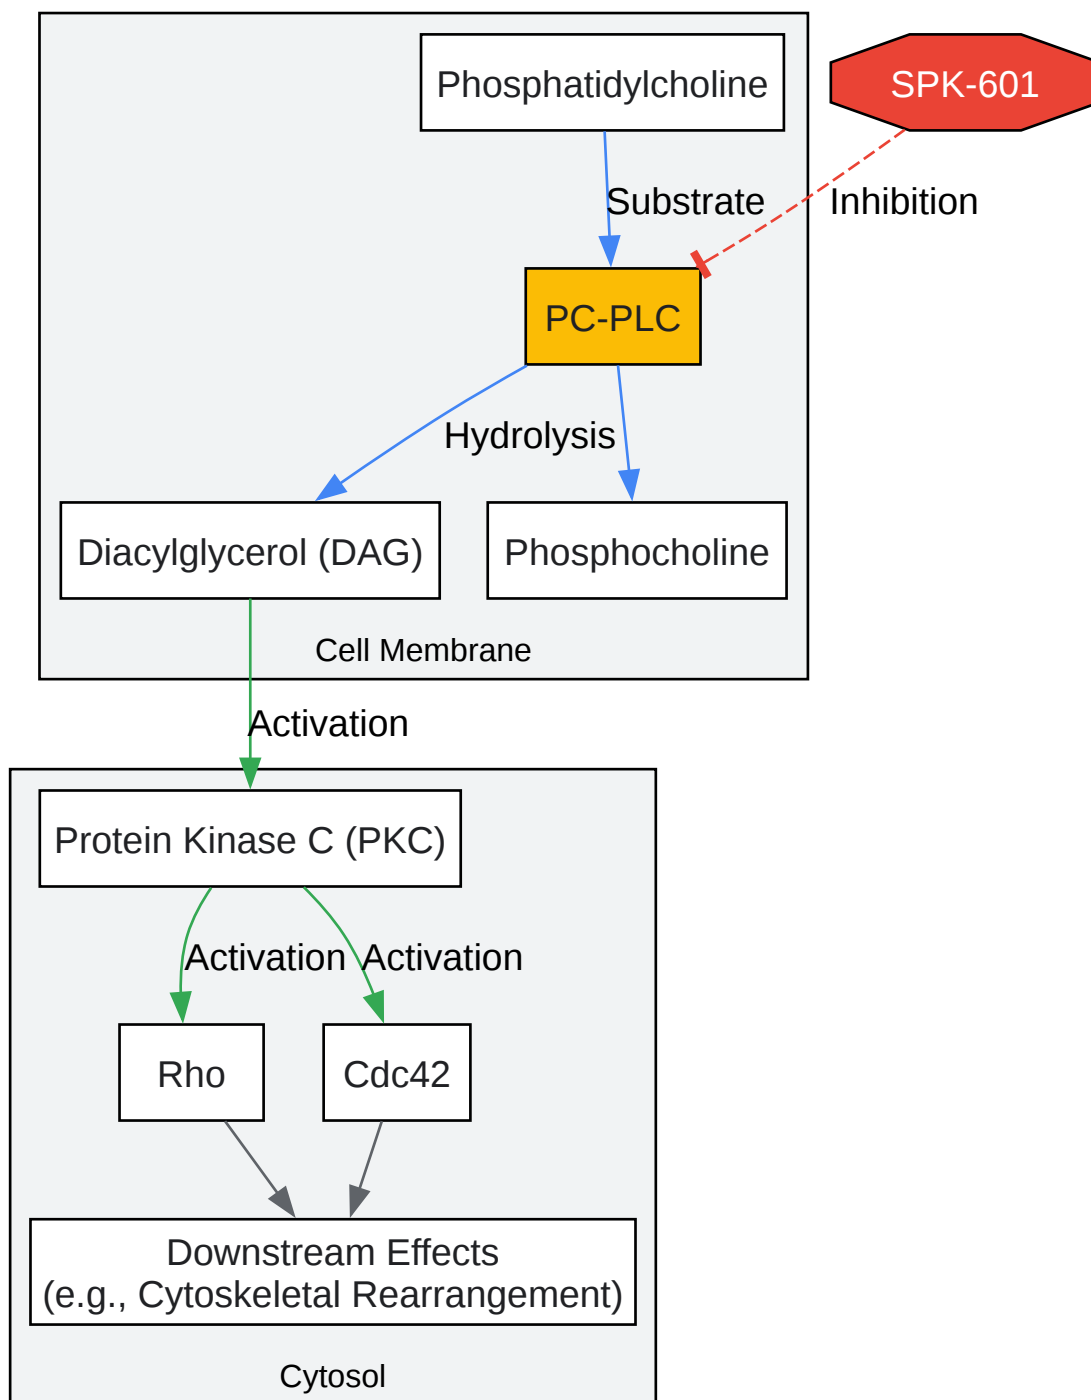 Phosphatidylcholine
SPK-601
Substrate
Inhibition
PC-PLC
Hydrolysis
Diacylglycerol (DAG)
Phosphocholine
Cell Membrane
Activation
Protein Kinase C (PKC)
Activation
Activation
Rho
Cdc42
Downstream Effects
(e.g., Cytoskeletal Rearrangement)
Cytosol